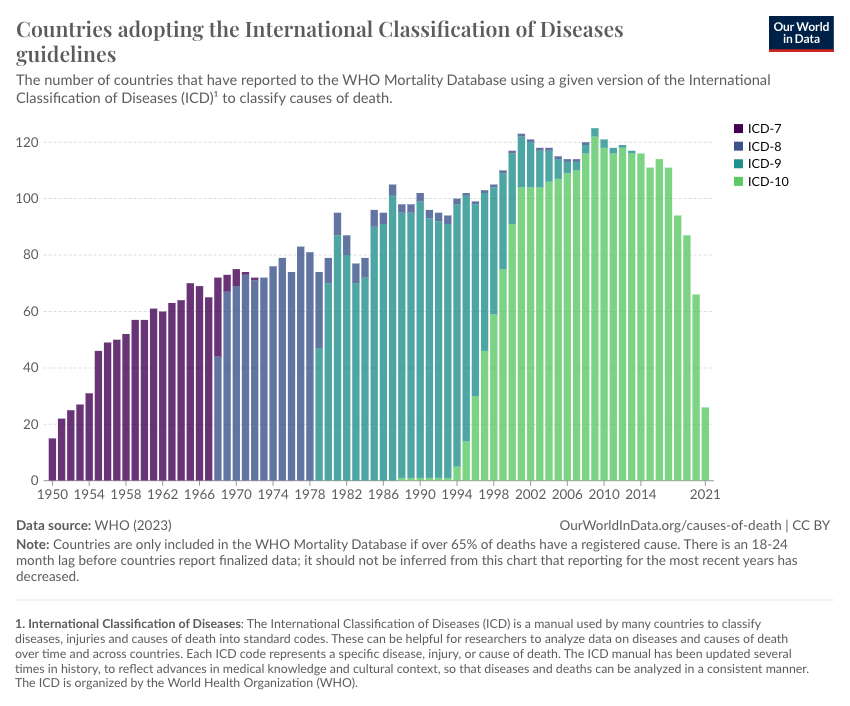 Countries adopting the International Classification of Diseases
guidelines
Our World
in Data
The number of countries that have reported to the WHO Mortality Database using a given version of the International
Classification of Diseases (ICD)¹ to classify causes of death.
ICD-7
ICD-8
ICD-9
ICD-10
120
100
80
60
40
20
0
1950 1954 1958 1962 1966 1970 1974 1978 1982 1986 1990 1994 1998 2002 2006 2010 2014 2021
Data source: WHO (2023)
OurWorldInData.org/causes-of-death | CC BY
Note: Countries are only included in the WHO Mortality Database if over 65% of deaths have a registered cause. There is an 18-24
month lag before countries report finalized data; it should not be inferred from this chart that reporting for the most recent years has
decreased.
1. International Classification of Diseases: The International Classification of Diseases (ICD) is a manual used by many countries to classify
diseases, injuries and causes of death into standard codes. These can be helpful for researchers to analyze data on diseases and causes of death
over time and across countries. Each ICD code represents a specific disease, injury, or cause of death. The ICD manual has been updated several
times in history, to reflect advances in medical knowledge and cultural context, so that diseases and deaths can be analyzed in a consistent manner.
The ICD is organized by the World Health Organization (WHO).